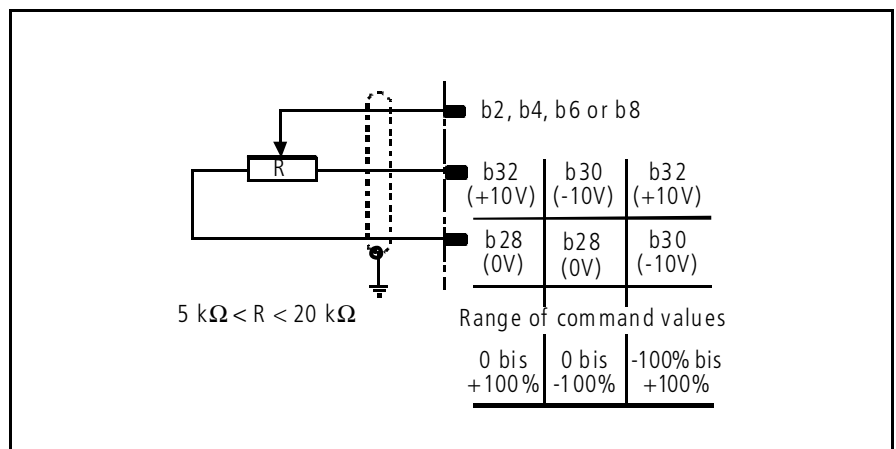 b2, b4, b6 or b8
R
b32 b30 b32
(+10V) (-10V) (+10V)
b28 b28 b30
(0V) (0V) (-10V)
5 kΩ < R < 20 kΩ
Range of command values
0 bis 0 bis -100% bis
+100% -100% +100%